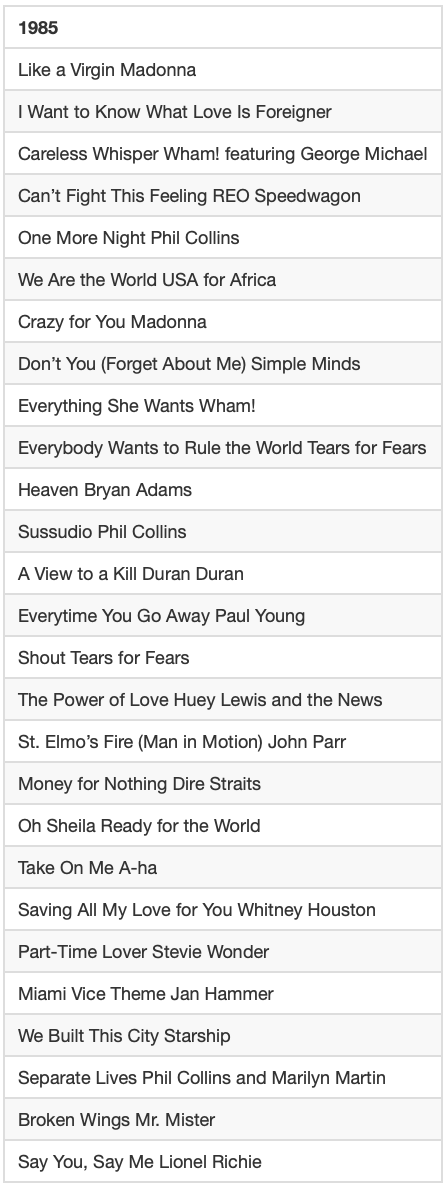 1985
Like a Virgin Madonna
I Want to Know What Love Is Foreigner
Careless Whisper Wham! featuring George Michael
Can’t Fight This Feeling REO Speedwagon
One More Night Phil Collins
We Are the World USA for Africa
Crazy for You Madonna
Don’t You (Forget About Me) Simple Minds
Everything She Wants Wham!
Everybody Wants to Rule the World Tears for Fears
Heaven Bryan Adams
Sussudio Phil Collins
A View to a Kill Duran Duran
Everytime You Go Away Paul Young
Shout Tears for Fears
The Power of Love Huey Lewis and the News
St. Elmo’s Fire (Man in Motion) John Parr
Money for Nothing Dire Straits
Oh Sheila Ready for the World
Take On Me A-ha
Saving All My Love for You Whitney Houston
Part-Time Lover Stevie Wonder
Miami Vice Theme Jan Hammer
We Built This City Starship
Separate Lives Phil Collins and Marilyn Martin
Broken Wings Mr. Mister
Say You, Say Me Lionel Richie